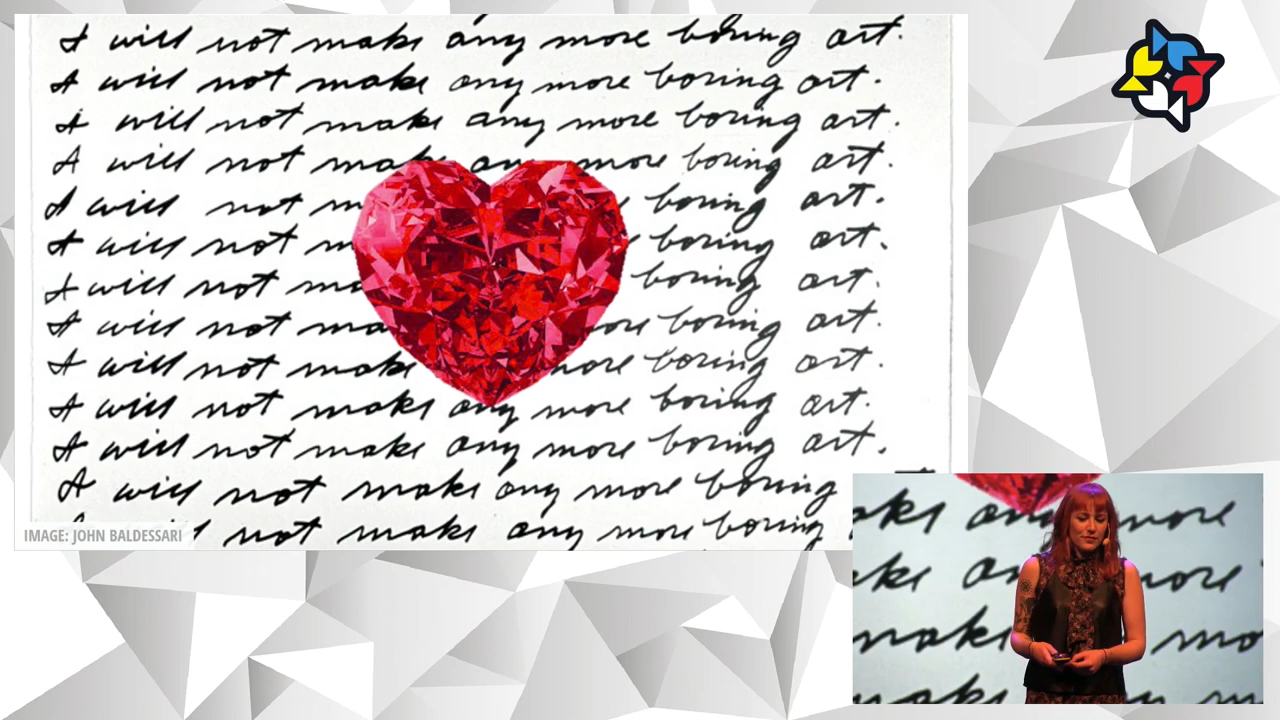 I will not make any more boring art.
I will not make any more boring art.
I will not make any more boring art.
I will not make any more boring art.
I will not boring art.
I will not boring art.
I will not boring art.
I will not boring art.
I will not make more boring art.
I will not make any more boring art.
I will not make any more boring art.
I will not make any more boring
not make any more boring
IMAGE: JOHN BALDESSARI
more